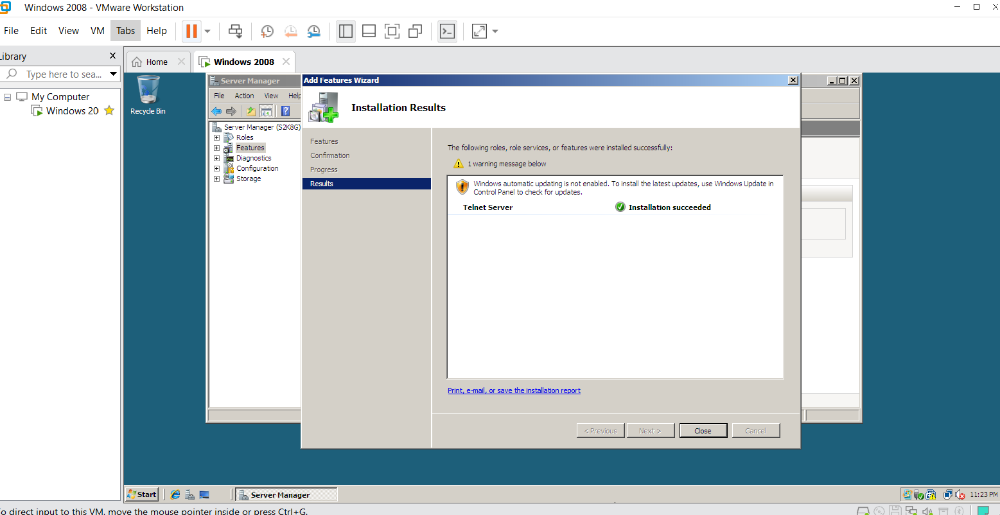 Windows 2008 - VMware Workstation
File Edit View VM Tabs Help
Library
Home
Windows 2008
Type here to sea...
My Computer
Windows 20
Recycle Bin
Server Manager
File Action View Help
Server Manager (S2K8G)
Roles
Features
Diagnostics
Configuration
Storage
Add Features Wizard
Installation Results
Features
Confirmation
Progress
Results
The following roles, role services, or features were installed successfully:
1 warning message below
Windows automatic updating is not enabled. To install the latest updates, use Windows Update in
Control Panel to check for updates.
Telnet Server
Installation succeeded
Print, e-mail, or save the installation report
< Previous
Next >
Close
Cancel
Start
Server Manager
11:23 PM
o direct input to this VM, move the mouse pointer inside or press Ctrl+G.